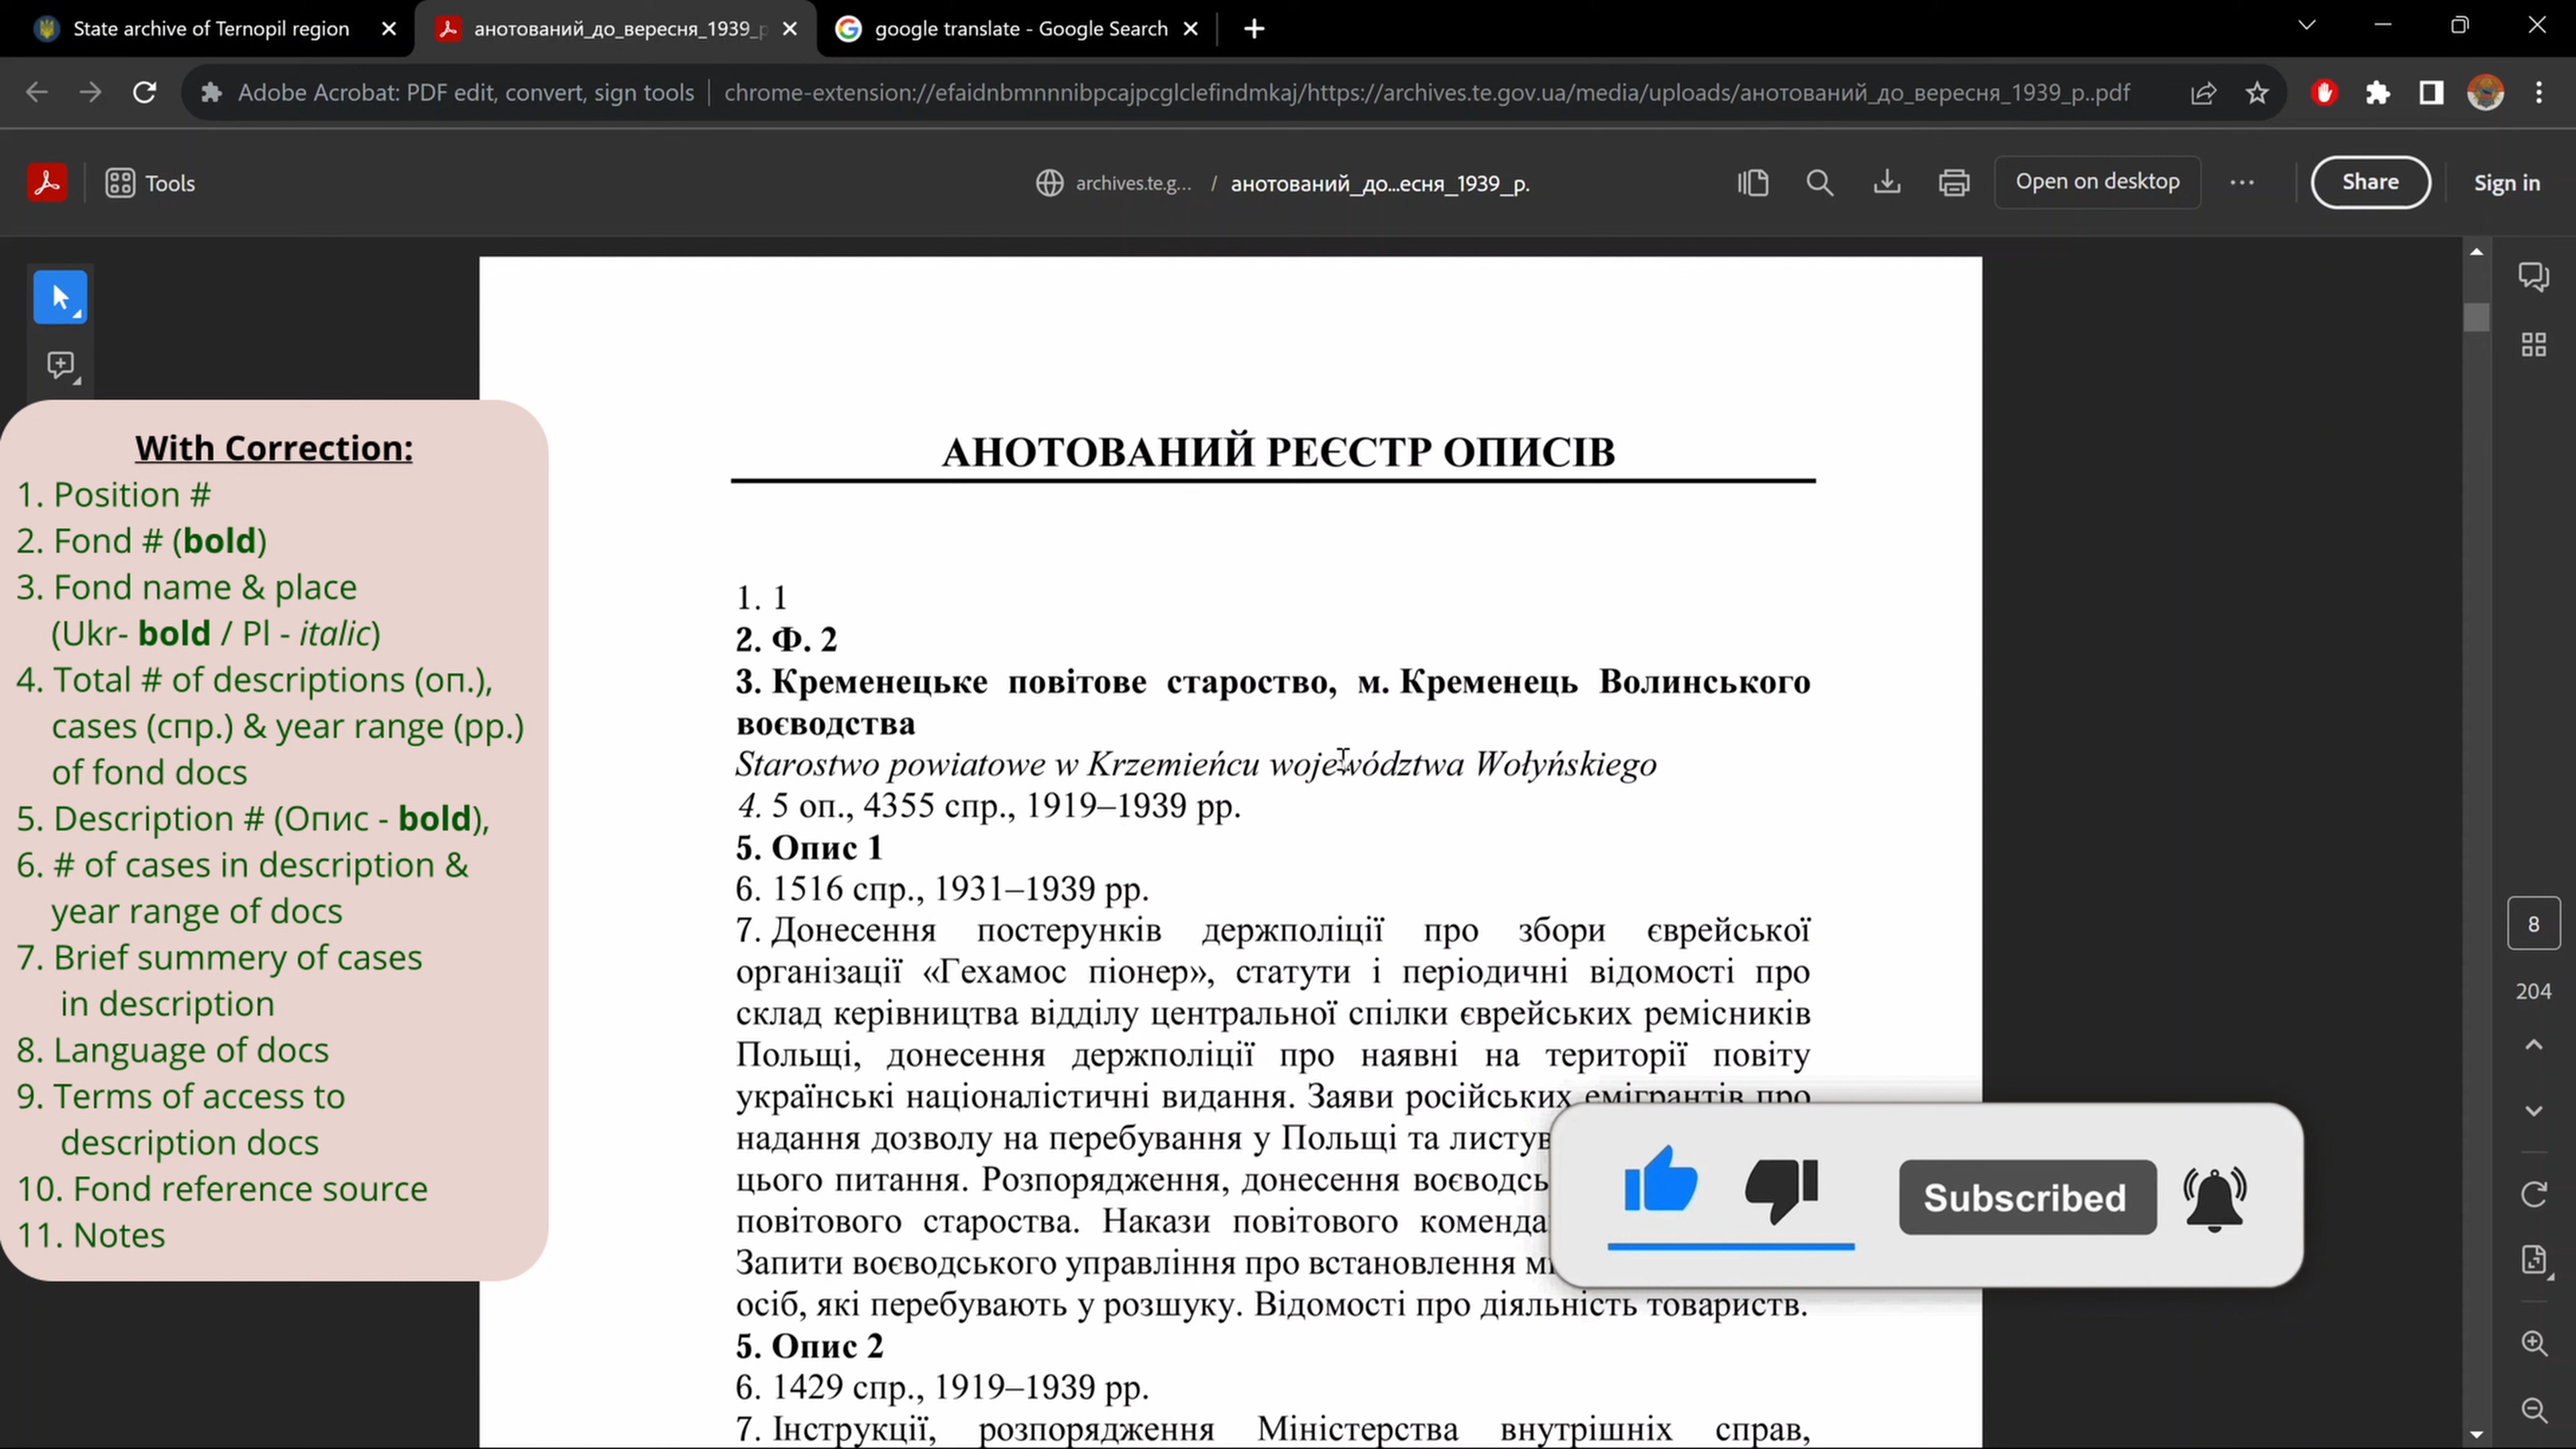 State archive of Ternopil region
анотований_до_вересня_1939_р
google translate - Google Search
Adobe Acrobat: PDF edit, convert, sign tools
chrome-extension://efaidnbmnnnibpcajpcglclefindmkaj/https://archives.te.gov.ua/media/uploads/анотований_до_вересня_1939_р..pdf
Tools
archives.te.g... / анотований_до...есня_1939_р.
Open on desktop
Share
Sign in
With Correction:
1. Position #
2. Fond # (bold)
3. Fond name & place
(Ukr- bold / Pl - italic)
4. Total # of descriptions (оп.),
cases (спр.) & year range (рр.)
of fond docs
5. Description # (Опис - bold),
6. # of cases in description &
year range of docs
7. Brief summery of cases
in description
8. Language of docs
9. Terms of access to
description docs
10. Fond reference source
11. Notes
АНОТОВАНИЙ РЕЄСТР ОПИСІВ
1. 1
2. Ф. 2
3. Кременецьке повітове староство, м. Кременець Волинського
воєводства
Starostwo powiatowe w Krzemieńcu województwa Wołyńskiego
4. 5 оп., 4355 спр., 1919–1939 рр.
5. Опис 1
6. 1516 спр., 1931–1939 рр.
7. Донесення постерунків держполіції про збори єврейської
організації «Гехамос піонер», статути і періодичні відомості про
склад керівництва відділу центральної спілки єврейських ремісників
Польщі, донесення держполіції про наявні на території повіту
українські націоналістичні видання. Заяви російських емігрантів про
надання дозволу на перебування у Польщі та листув
цього питання. Розпорядження, донесення воєводсь
повітового староства. Накази повітового коменда
Запити воєводського управління про встановлення
осіб, які перебувають у розшуку. Відомості про діяльність товариств.
5. Опис 2
6. 1429 спр., 1919–1939 рр.
7. Інструкції, розпорядження Міністерства внутрішніх справ,
Subscribed
8
204